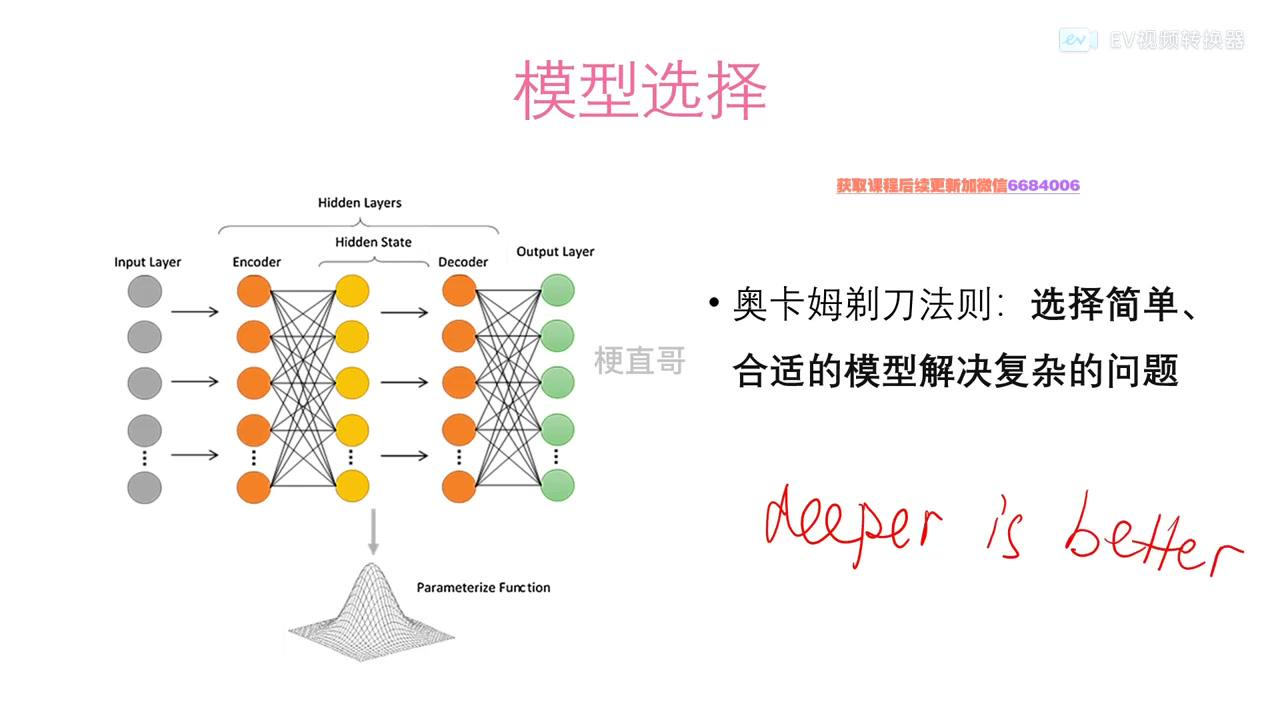 EV视频转换器
模型选择
获取课程后续更新加微信6684006
Hidden Layers
Hidden State
Input Layer
Encoder
Decoder
Output Layer
梗直哥
Parameterize Function
• 奥卡姆剃刀法则：选择简单、
合适的模型解决复杂的问题
deeper is better